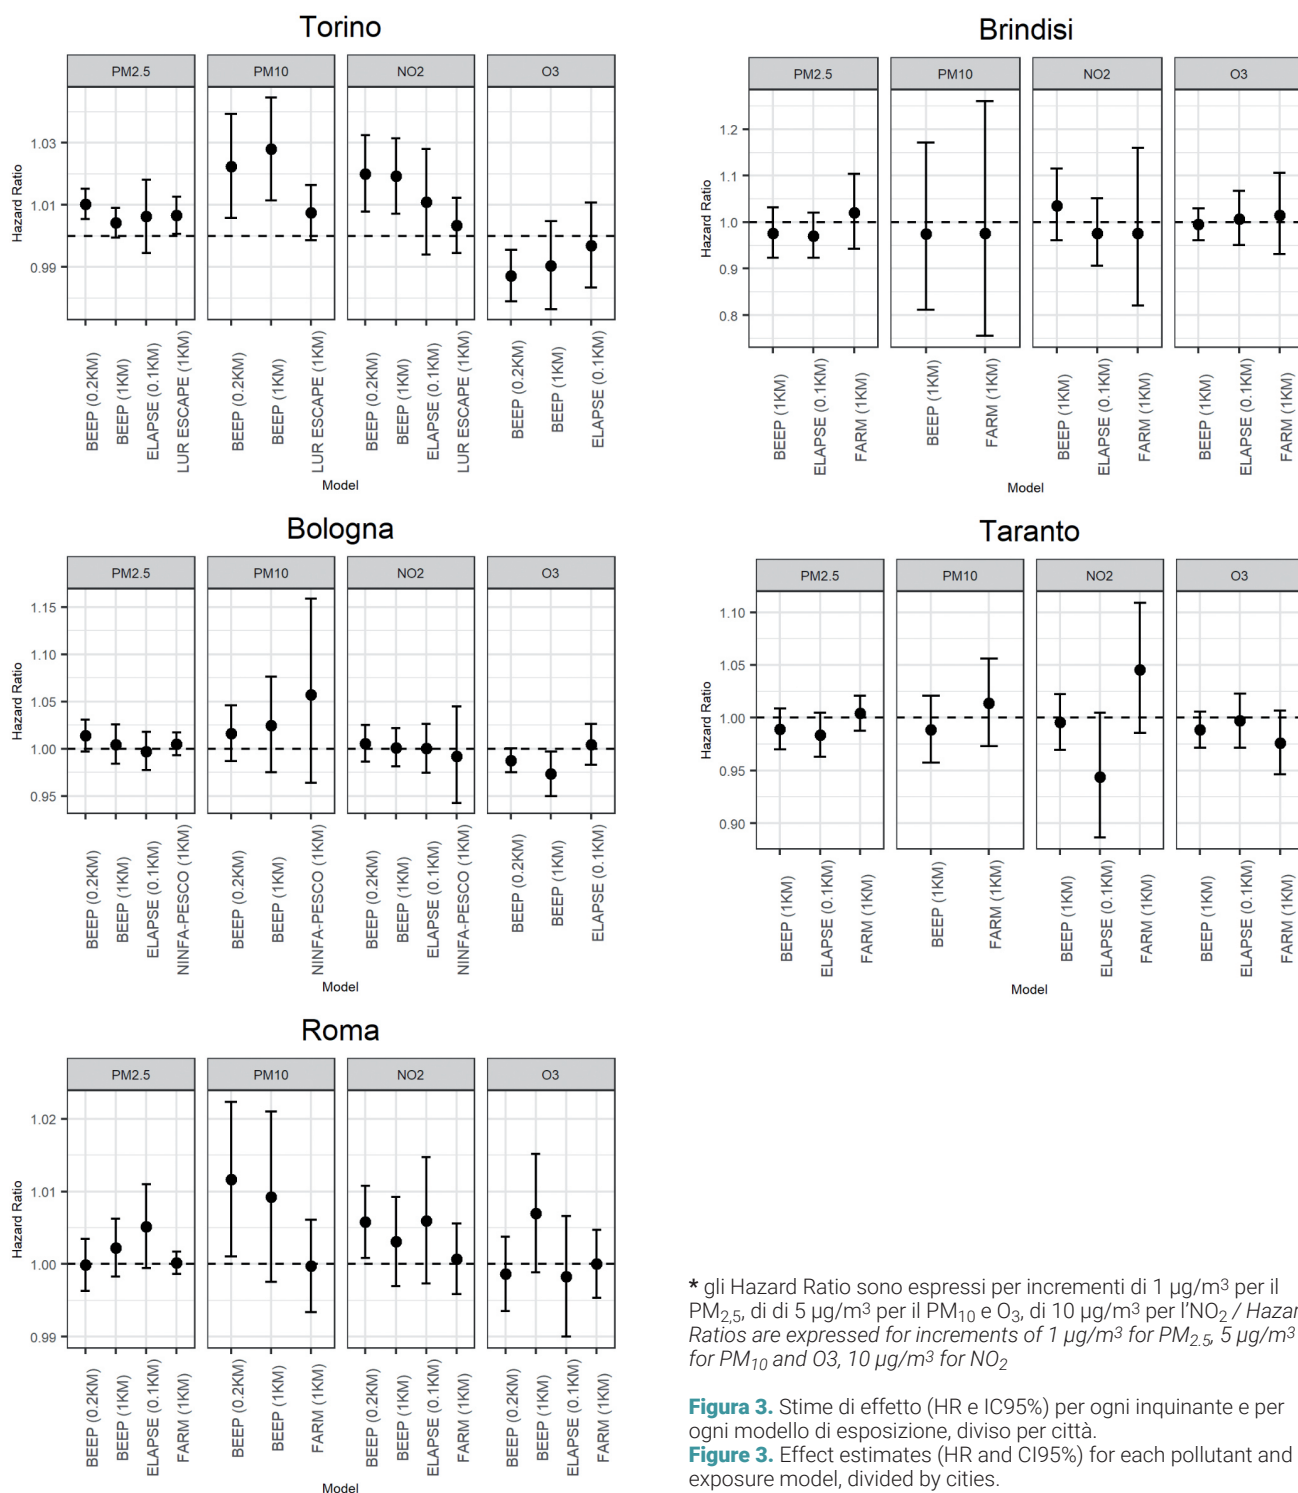 Torino
PM2.5
PM10
NO2
O3
Hazard Ratio
1.03
1.01
0.99
BEEP (0.2KM)
BEEP (1KM)
ELAPSE (0.1KM)
LUR ESCAPE (1KM)
BEEP (0.2KM)
BEEP (1KM)
LUR ESCAPE (1KM)
BEEP (0.2KM)
BEEP (1KM)
ELAPSE (0.1KM)
LUR ESCAPE (1KM)
BEEP (0.2KM)
BEEP (1KM)
ELAPSE (0.1KM)
Model
Brindisi
PM2.5
PM10
NO2
O3
Hazard Ratio
1.2
1.1
1.0
0.9
0.8
BEEP (1KM)
ELAPSE (0.1KM)
FARM (1KM)
BEEP (1KM)
FARM (1KM)
BEEP (1KM)
ELAPSE (0.1KM)
FARM (1KM)
BEEP (1KM)
ELAPSE (0.1KM)
FARM (1KM)
Model
Bologna
PM2.5
PM10
NO2
O3
Hazard Ratio
1.15
1.10
1.05
1.00
0.95
BEEP (0.2KM)
BEEP (1KM)
ELAPSE (0.1KM)
NINFA-PESCO (1KM)
BEEP (0.2KM)
BEEP (1KM)
NINFA-PESCO (1KM)
BEEP (0.2KM)
BEEP (1KM)
ELAPSE (0.1KM)
NINFA-PESCO (1KM)
BEEP (0.2KM)
BEEP (1KM)
ELAPSE (0.1KM)
Model
Taranto
PM2.5
PM10
NO2
O3
Hazard Ratio
1.10
1.05
1.00
0.95
0.90
BEEP (1KM)
ELAPSE (0.1KM)
FARM (1KM)
BEEP (1KM)
FARM (1KM)
BEEP (1KM)
ELAPSE (0.1KM)
FARM (1KM)
BEEP (1KM)
ELAPSE (0.1KM)
FARM (1KM)
Model
Roma
PM2.5
PM10
NO2
O3
Hazard Ratio
1.02
1.01
1.00
0.99
BEEP (0.2KM)
BEEP (1KM)
ELAPSE (0.1KM)
FARM (1KM)
BEEP (0.2KM)
BEEP (1KM)
FARM (1KM)
BEEP (0.2KM)
BEEP (1KM)
ELAPSE (0.1KM)
FARM (1KM)
BEEP (0.2KM)
BEEP (1KM)
ELAPSE (0.1KM)
FARM (1KM)
Model
* gli Hazard Ratio sono espressi per incrementi di 1 µg/m3 per il
PM2,5, di di 5 µg/m3 per il PM10 e O3, di 10 µg/m3 per l'NO2 / Hazar
Ratios are expressed for increments of 1 µg/m3 for PM2.5, 5 µg/m3
for PM10 and O3, 10 µg/m3 for NO2
Figura 3. Stime di effetto (HR e IC95%) per ogni inquinante e per
ogni modello di esposizione, diviso per città.
Figure 3. Effect estimates (HR and CI95%) for each pollutant and
exposure model, divided by cities.